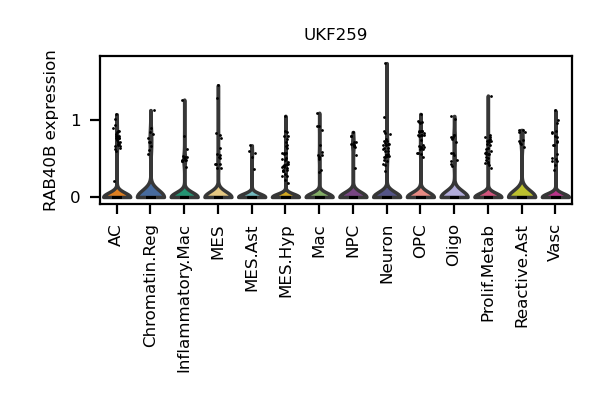 UKF259
RAB40B expression
1
0
AC
Chromatin.Reg
Inflammatory.Mac
MES
MES.Ast
MES.Hyp
Mac
NPC
Neuron
OPC
Oligo
Prolif.Metab
Reactive.Ast
Vasc